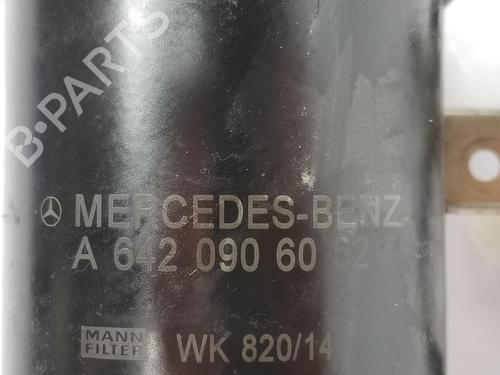 B-PARTS
MERCEDES-BENZ
A 642 090 60 52
MANN
FILTER
WK 820/14